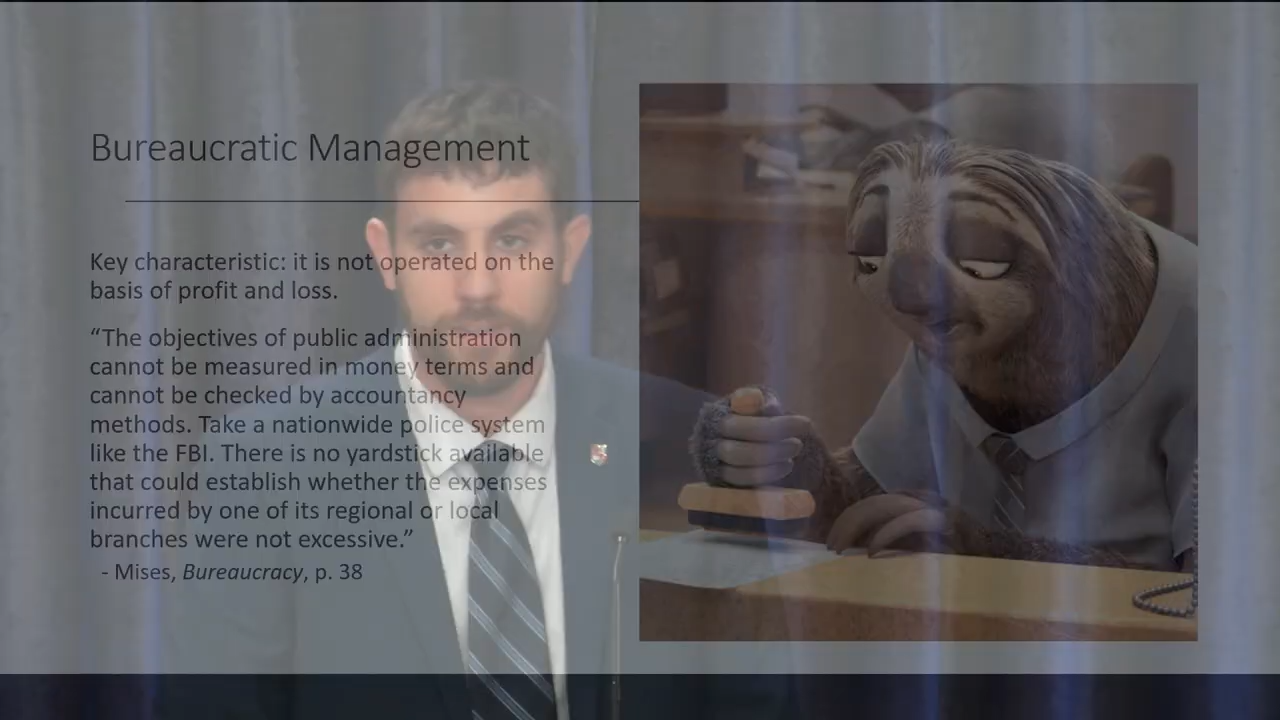 Bureaucratic Management
Key characteristic: it is not operated on the
basis of profit and loss.
“The objectives of public administration
cannot be measured in money terms and
cannot be checked by accountancy
methods. Take a nationwide police system
like the FBI. There is no yardstick available
that could establish whether the expenses
incurred by one of its regional or local
branches were not excessive.”
- Mises, Bureaucracy, p. 38